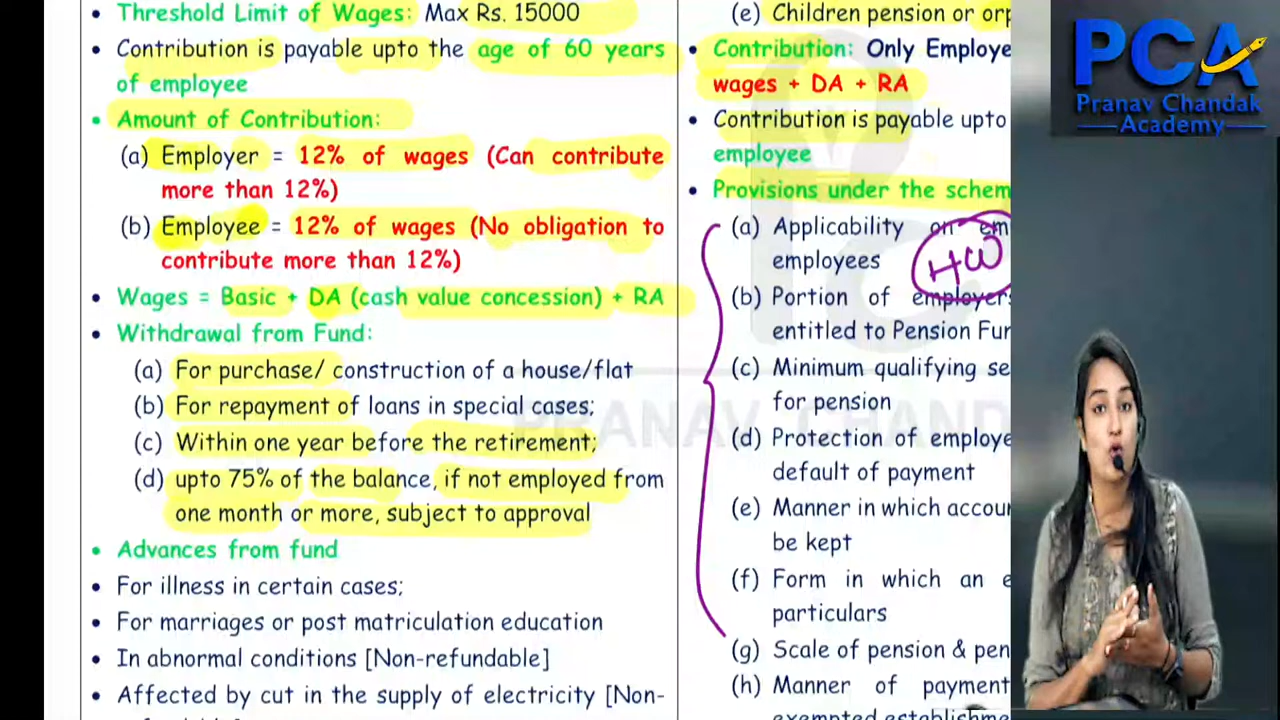 Threshold Limit of Wages: Max Rs. 15000
• Contribution is payable upto the age of 60 years
of employee
• Amount of Contribution:
(a) Employer = 12% of wages (Can contribute
more than 12%)
(b) Employee = 12% of wages (No obligation to
contribute more than 12%)
• Wages = Basic + DA (cash value concession) + RA
• Withdrawal from Fund:
(a) For purchase/ construction of a house/flat
(b) For repayment of loans in special cases;
(c) Within one year before the retirement;
(d) upto 75% of the balance, if not employed from
one month or more, subject to approval
• Advances from fund
• For illness in certain cases;
• For marriages or post matriculation education
• In abnormal conditions [Non-refundable]
• Affected by cut in the supply of electricity [Non-
(e) Children pension or
• Contribution: Only
wages + DA + RA
• Contribution is payable upto
employee
• Provisions under the
(a) Applicability on
employees
HW
(b) Portion of
entitled to Pension
(c) Minimum qualifying
for pension
(d) Protection of
default of payment
(e) Manner in which
be kept
(f) Form in which an
particulars
(g) Scale of pension &
(h) Manner of payment
exempted
PRANAV CHAND
PCA
Pranav Chandak
Academy